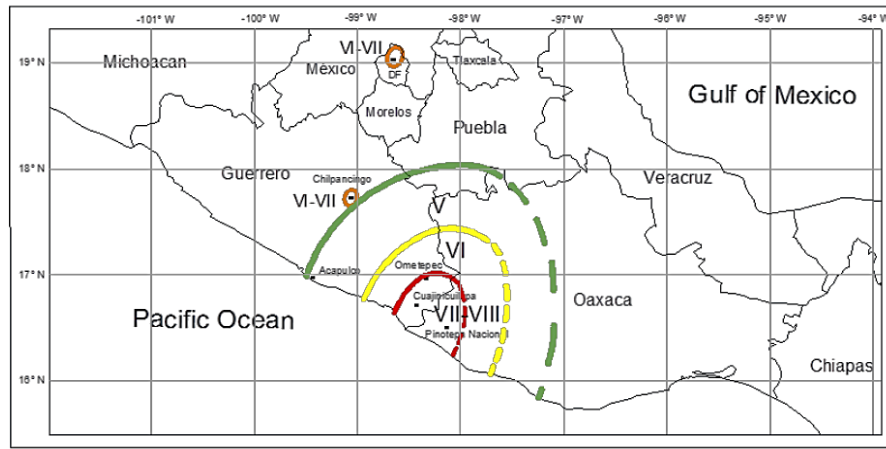 -101°W -100°W -99°W -98°W -97°W -96°W -95°W -94°W
19°N
18°N
17°N
16°N
Michoacan
VI-VII
México
DF
Tlaxcala
Morelos
Puebla
Gulf of Mexico
Guerrero
Chilpancingo
VI-VII
Veracruz
V
VI
Acapulco
Ometepec
Cuajinicuilapa
VII-VIII
Pinotepa Nacional
Oaxaca
Pacific Ocean
Chiapas